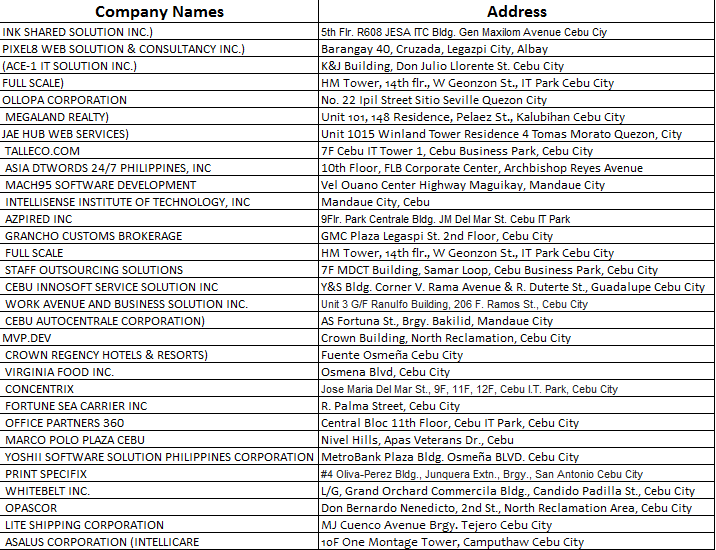 Company Names Address
INK SHARED SOLUTION INC.) 5th Flr. R608 JESA ITC Bldg. Gen Maxilom Avenue Cebu Ciy
PIXEL8 WEB SOLUTION & CONSULTANCY INC.) Barangay 40, Cruzada, Legazpi City, Albay
(ACE-1 IT SOLUTION INC.) K&J Building, Don Julio Llorente St. Cebu City
FULL SCALE) HM Tower, 14th flr., W Geonzon St., IT Park Cebu City
OLLOPA CORPORATION No. 22 Ipil Street Sitio Seville Quezon City
MEGALAND REALTY) Unit 101, 148 Residence, Pelaez St., Kalubihan Cebu City
JAE HUB WEB SERVICES) Unit 1015 Winland Tower Residence 4 Tomas Morato Quezon, City
TALLECO.COM 7F Cebu IT Tower 1, Cebu Business Park, Cebu City
ASIA DTWORDS 24/7 PHILIPPINES, INC 10th Floor, FLB Corporate Center, Archbishop Reyes Avenue
MACH95 SOFTWARE DEVELOPMENT Vel Ouano Center Highway Maguikay, Mandaue City
INTELLISENSE INSTITUTE OF TECHNOLOGY, INC Mandaue City, Cebu
AZPIRED INC 9Flr. Park Centrale Bldg. JM Del Mar St. Cebu IT Park
GRANCHO CUSTOMS BROKERAGE GMC Plaza Legaspi St. 2nd Floor, Cebu City
FULL SCALE HM Tower, 14th flr., W Geonzon St., IT Park Cebu City
STAFF OUTSOURCING SOLUTIONS 7F MDCT Building, Samar Loop, Cebu Business Park, Cebu City
CEBU INNOSOFT SERVICE SOLUTION INC Y&S Bldg. Corner V. Rama Avenue & R. Duterte St., Guadalupe Cebu City
WORK AVENUE AND BUSINESS SOLUTION INC. Unit 3 G/F Ranulfo Building, 206 F. Ramos St., Cebu City
CEBU AUTOCENTRALE CORPORATION) AS Fortuna St., Brgy. Bakilid, Mandaue City
MVP.DEV Crown Building, North Reclamation, Cebu City
CROWN REGENCY HOTELS & RESORTS) Fuente Osmeña Cebu City
VIRGINIA FOOD INC. Osmena Blvd, Cebu City
CONCENTRIX Jose Maria Del Mar St., 9F, 11F, 12F, Cebu I.T. Park, Cebu City
FORTUNE SEA CARRIER INC R. Palma Street, Cebu City
OFFICE PARTNERS 360 Central Bloc 11th Floor, Cebu IT Park, Cebu City
MARCO POLO PLAZA CEBU Nivel Hills, Apas Veterans Dr., Cebu
YOSHII SOFTWARE SOLUTION PHILIPPINES CORPORATION MetroBank Plaza Bldg. Osmeña BLVD. Cebu City
PRINT SPECIFIX #4 Oliva-Perez Bldg., Junquera Extn., Brgy., San Antonio Cebu City
WHITEBELT INC. L/G, Grand Orchard Commercila Bldg., Candido Padilla St., Cebu City
OPASCOR Don Bernardo Nenedicto, 2nd St., North Reclamation Area, Cebu City
LITE SHIPPING CORPORATION MJ Cuenco Avenue Brgy. Tejero Cebu City
ASALUS CORPORATION (INTELLICARE 10F One Montage Tower, Camputhaw Cebu City